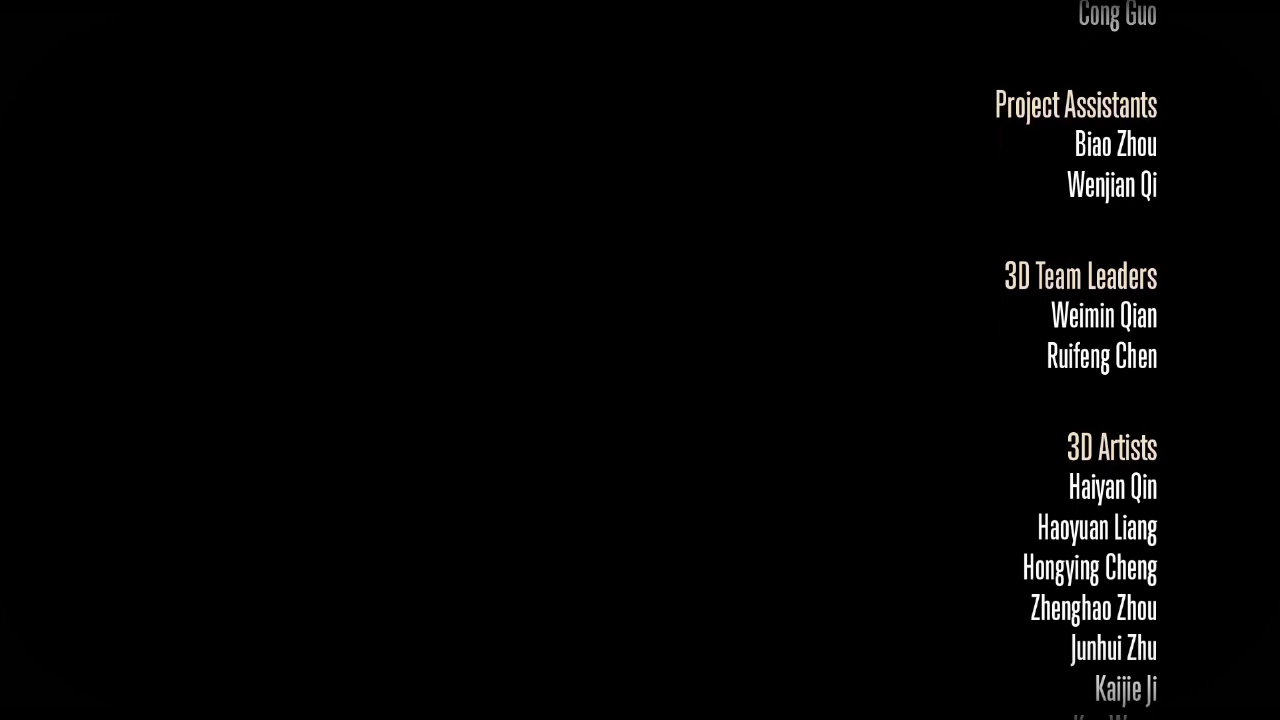 Cong Guo
Project Assistants
Biao Zhou
Wenjian Qi
3D Team Leaders
Weimin Qian
Ruifeng Chen
3D Artists
Haiyan Qin
Haoyuan Liang
Hongying Cheng
Zhenghao Zhou
Junhui Zhu
Kaijie Ji